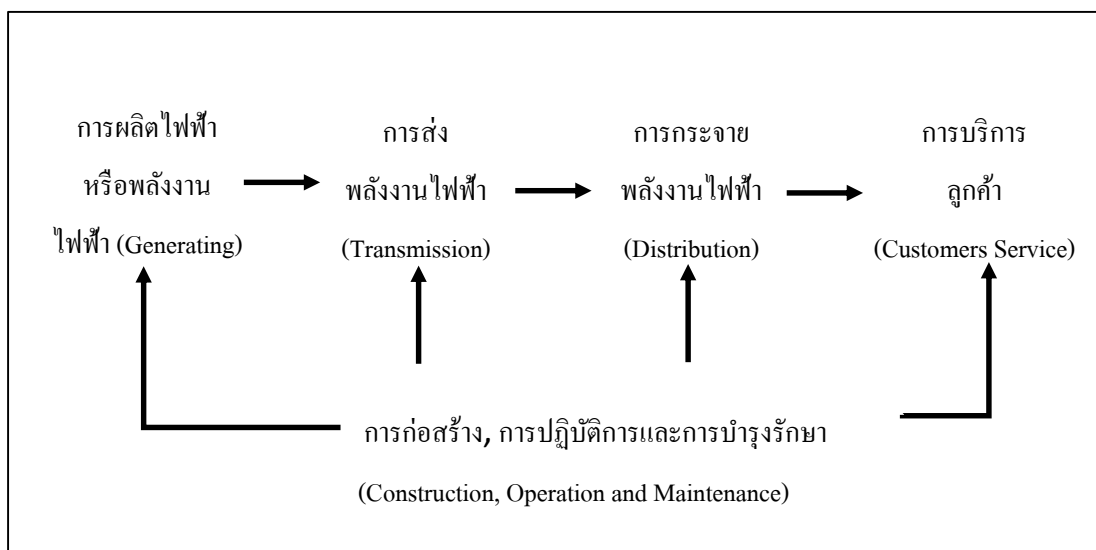 การผลิตไฟฟ้า
หรือพลังงาน
ไฟฟ้า (Generating)
การส่ง
พลังงานไฟฟ้า
(Transmission)
การกระจาย
พลังงานไฟฟ้า
(Distribution)
การบริการ
ลูกค้า
(Customers Service)
การก่อสร้าง, การปฏิบัติการและการบำรุงรักษา
(Construction, Operation and Maintenance)